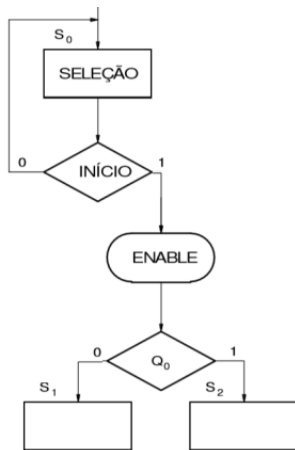 S0
SELEÇÃO
0 INÍCIO 1
ENABLE
0 Q0 1
S1 S2